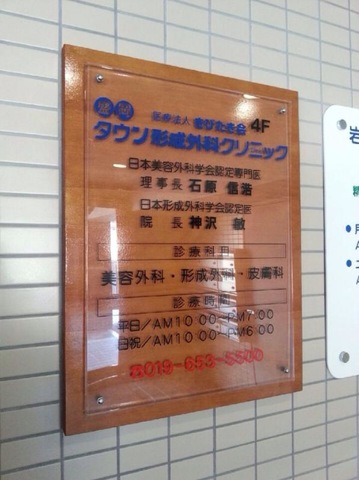 盛岡 医療法人 きびたき会 4F
タウン形成外科クリニック
日本美容外科学会認定専門医
理事長 石原 信浩
日本形成外科学会認定医
院長 神沢 敏
診療科目
美容外科・形成外科・皮膚科
診療時間
平日/AM10:00~PM7:00
日祝/AM10:00~PM6:00
岩